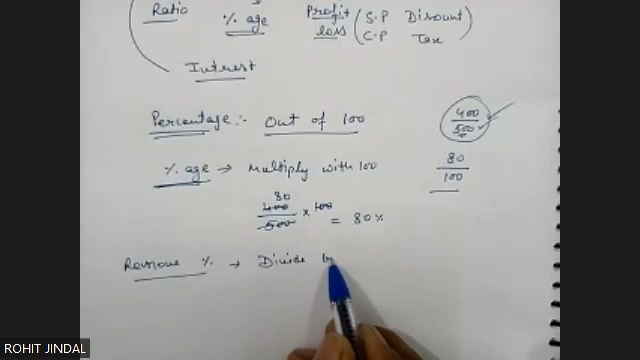 Ratio
% age
Profit
loss
( S.P Discount
C.P Tax )
Interest
Percentage:- Out of 100
400
500
% age → Multiply with 100
80
100
80
400 × 100
500
= 80%
Remove % → Divide b
ROHIT JINDAL